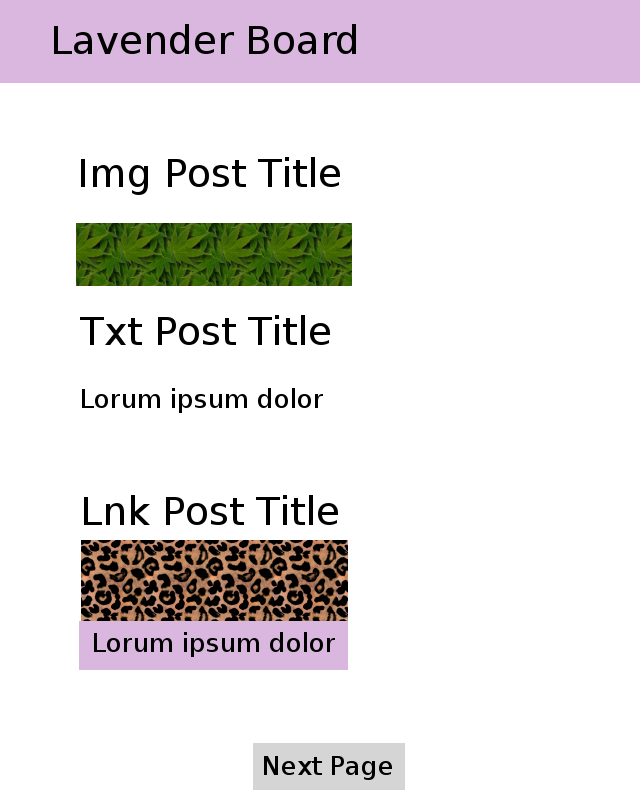 Lavender Board
Img Post Title
Txt Post Title
Lorum ipsum dolor
Lnk Post Title
Lorum ipsum dolor
Next Page